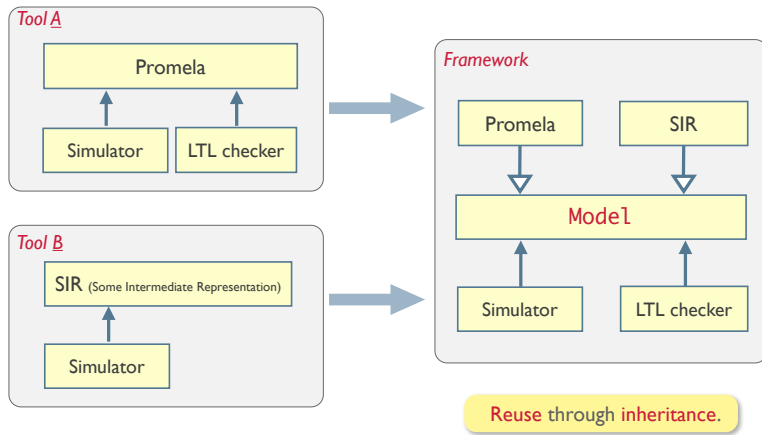 Tool A
Promela
Simulator
LTL checker
Tool B
SIR (Some Intermediate Representation)
Simulator
Framework
Promela
SIR
Model
Simulator
LTL checker
Reuse through inheritance.